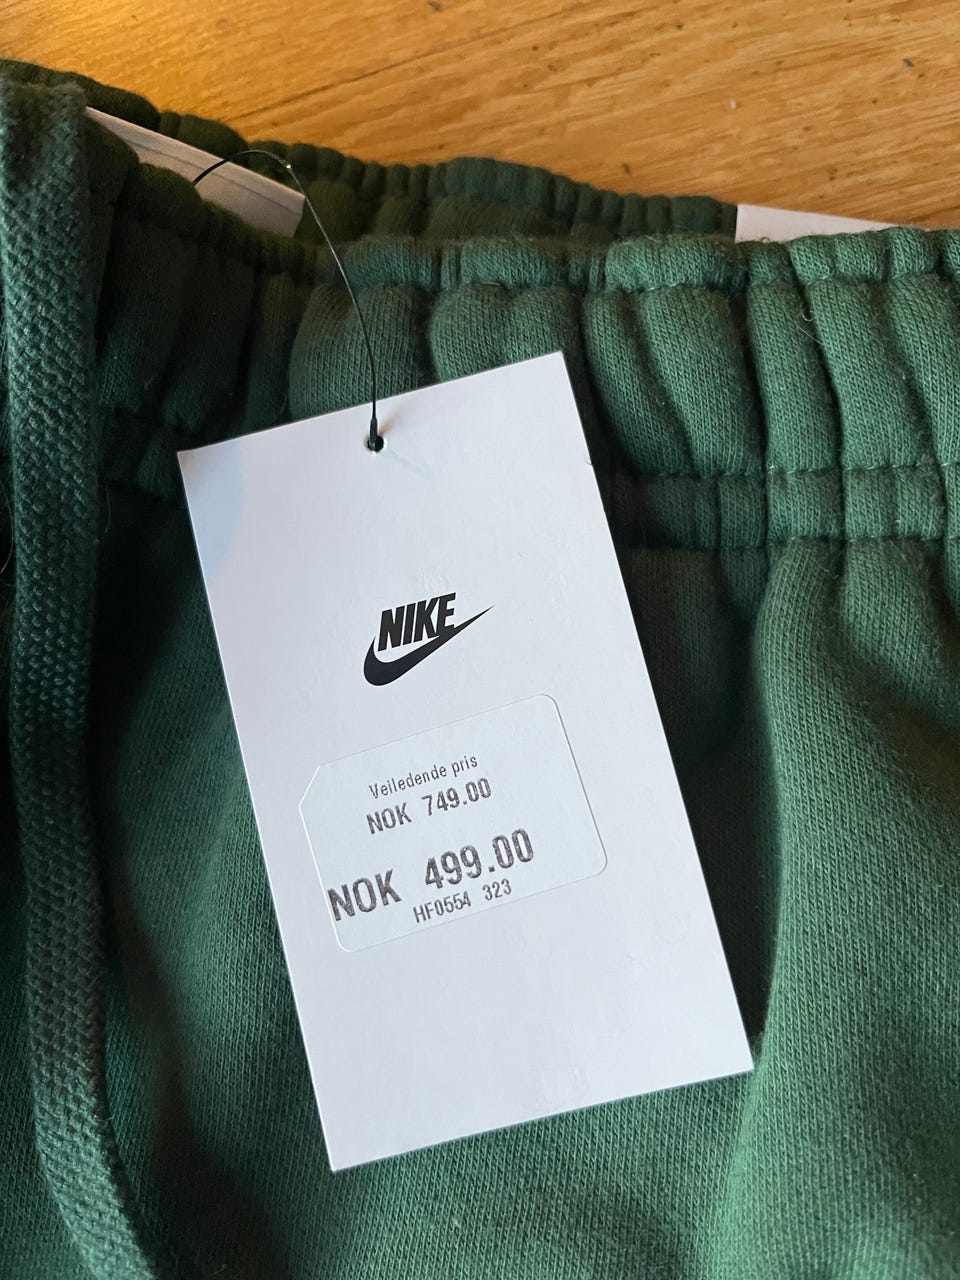 NIKE
Veiledende pris
NOK 749.00
NOK 499.00
HF0554 323